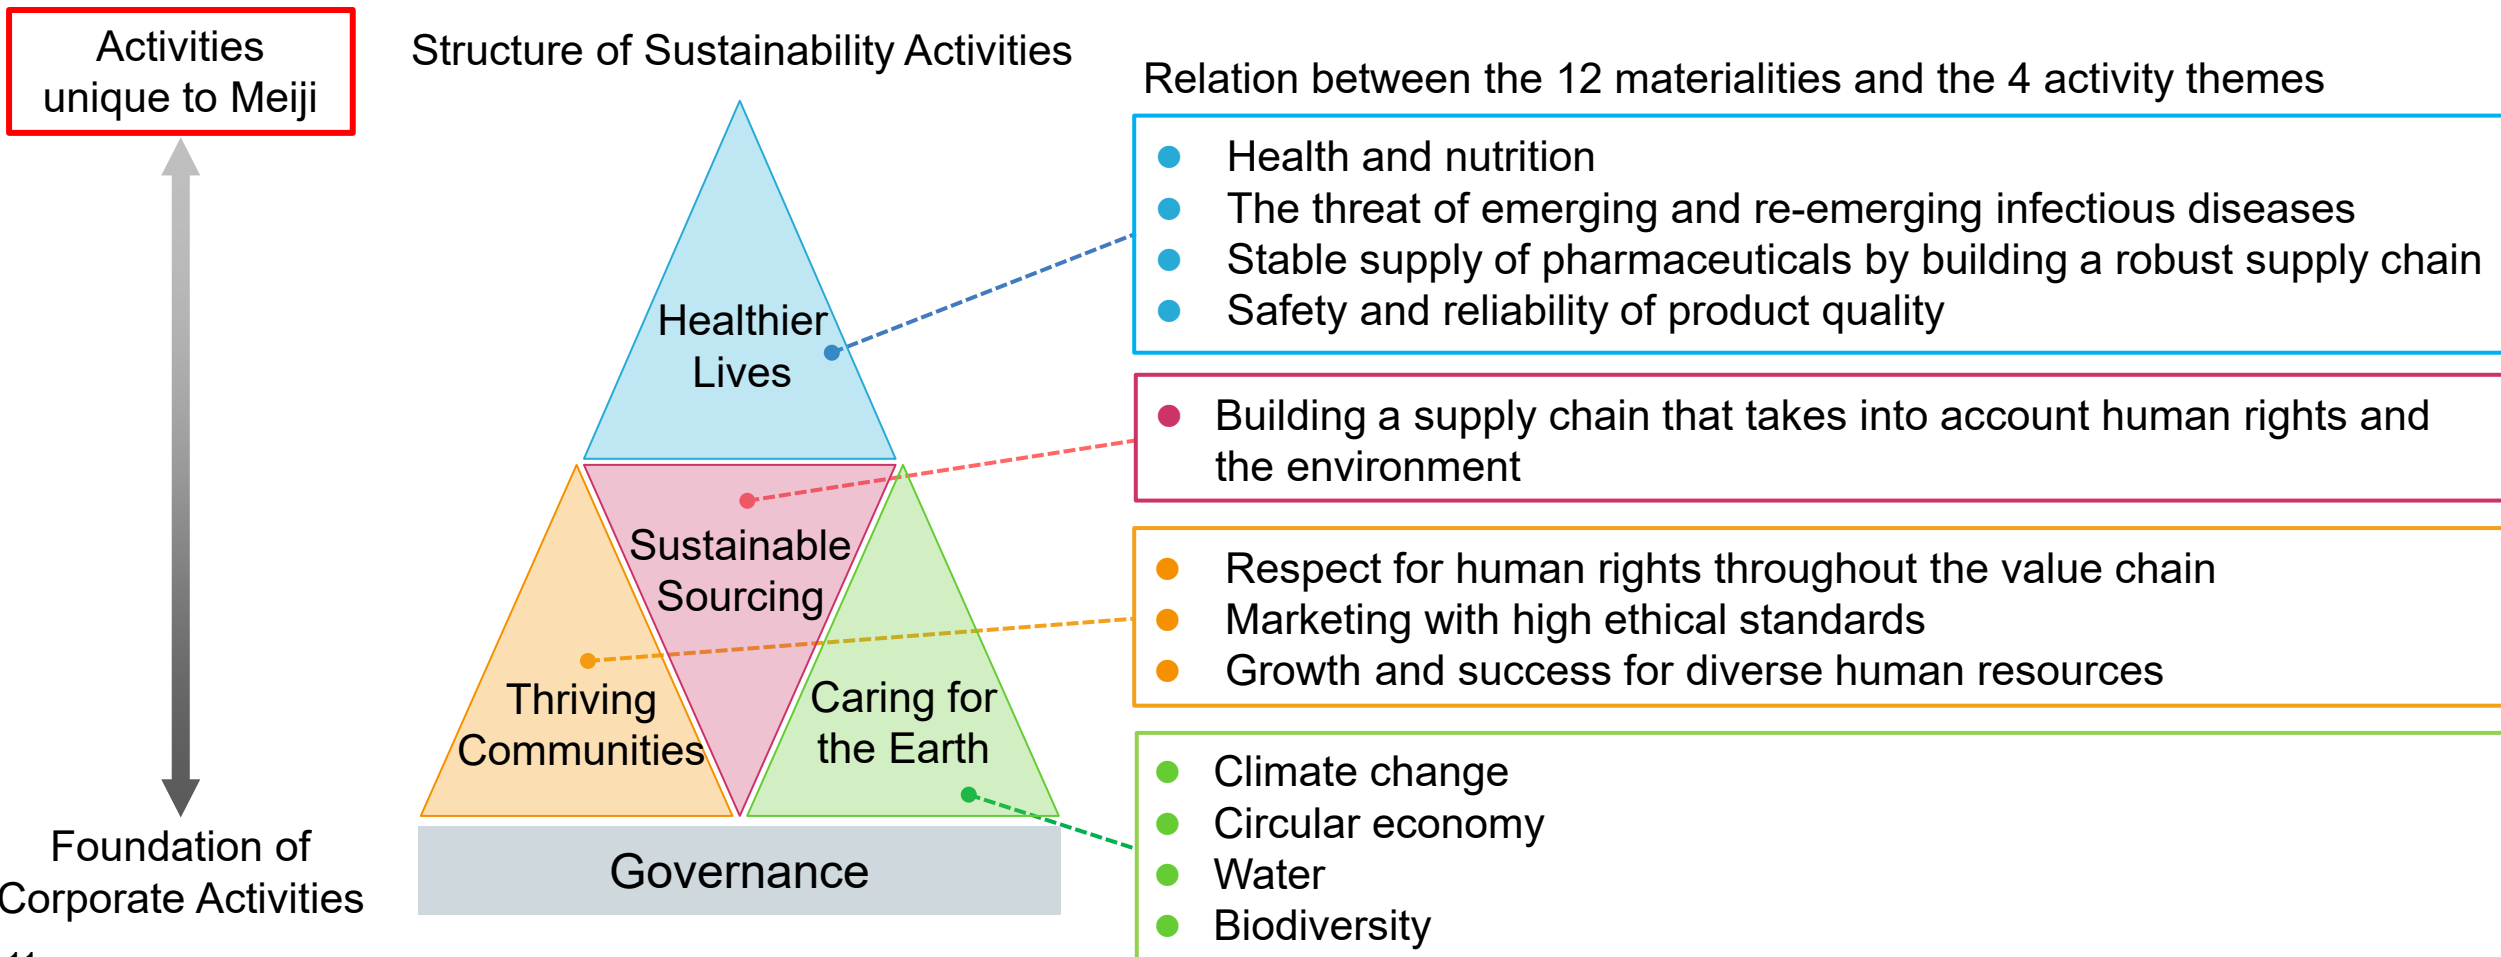 Activities
unique to Meiji
Structure of Sustainability Activities
Relation between the 12 materialities and the 4 activity themes
Healthier
Lives
Sustainable
Sourcing
Thriving
Communities
Caring for
the Earth
Governance
Foundation of
Corporate Activities
● Health and nutrition
● The threat of emerging and re-emerging infectious diseases
● Stable supply of pharmaceuticals by building a robust supply chain
● Safety and reliability of product quality
● Building a supply chain that takes into account human rights and
the environment
● Respect for human rights throughout the value chain
● Marketing with high ethical standards
● Growth and success for diverse human resources
● Climate change
● Circular economy
● Water
● Biodiversity